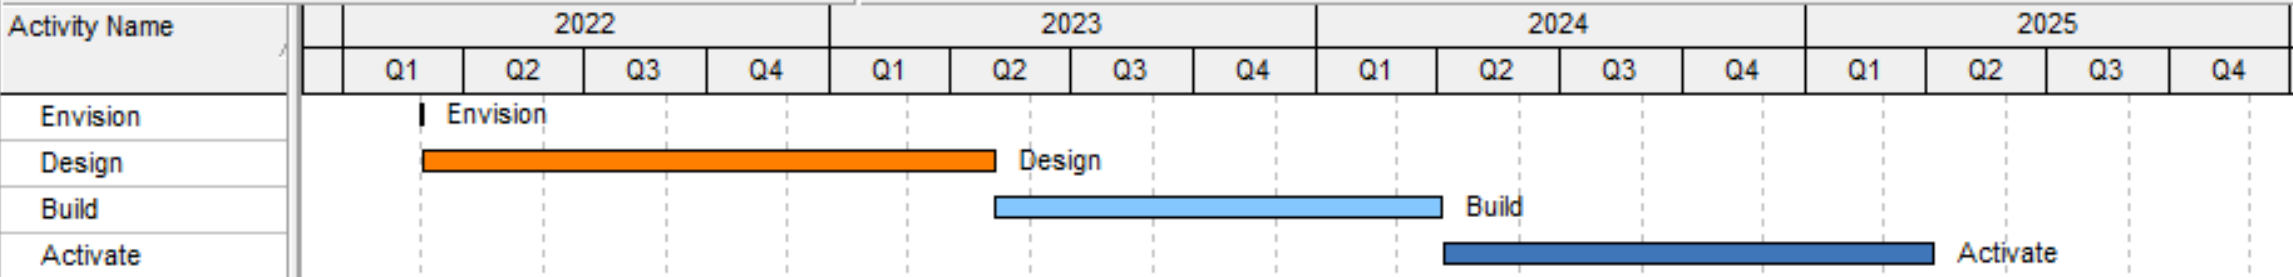 Activity Name
2022 2023 2024 2025
Q1 Q2 Q3 Q4 Q1 Q2 Q3 Q4 Q1 Q2 Q3 Q4 Q1 Q2 Q3 Q4
Envision Envision
Design Design
Build Build
Activate Activate